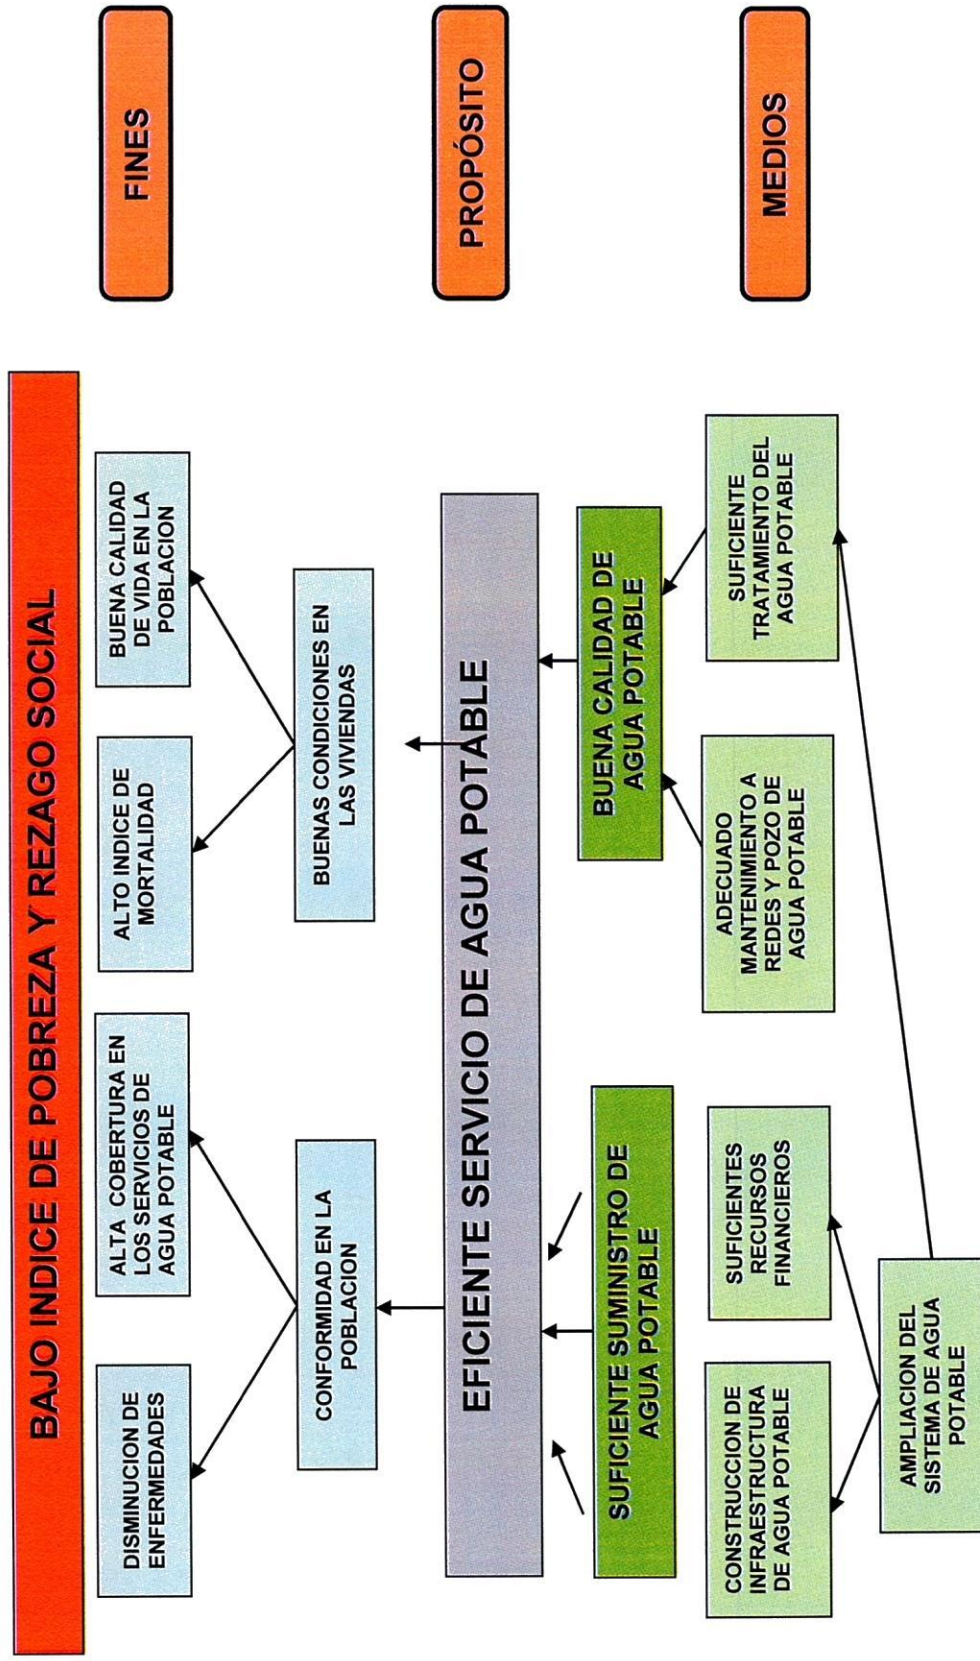 BAJO INDICE DE POBREZA Y REZAGO SOCIAL
FINES
DISMINUCION DE
ENFERMEDADES
ALTA COBERTURA EN
LOS SERVICIOS DE
AGUA POTABLE
ALTO INDICE DE
MORTALIDAD
BUENA CALIDAD
DE VIDA EN LA
POBLACION
CONFORMIDAD EN LA
POBLACION
BUENAS CONDICIONES EN
LAS VIVIENDAS
EFICIENTE SERVICIO DE AGUA POTABLE
PROPÓSITO
SUFICIENTE SUMINISTRO DE
AGUA POTABLE
BUENA CALIDAD DE
AGUA POTABLE
CONSTRUCCION DE
INFRAESTRUCTURA
DE AGUA POTABLE
SUFICIENTES
RECURSOS
FINANCIEROS
ADECUADO
MANTENIMIENTO A
REDES Y POZO DE
AGUA POTABLE
SUFICIENTE
TRATAMIENTO DEL
AGUA POTABLE
MEDIOS
AMPLIACION DEL
SISTEMA DE AGUA
POTABLE